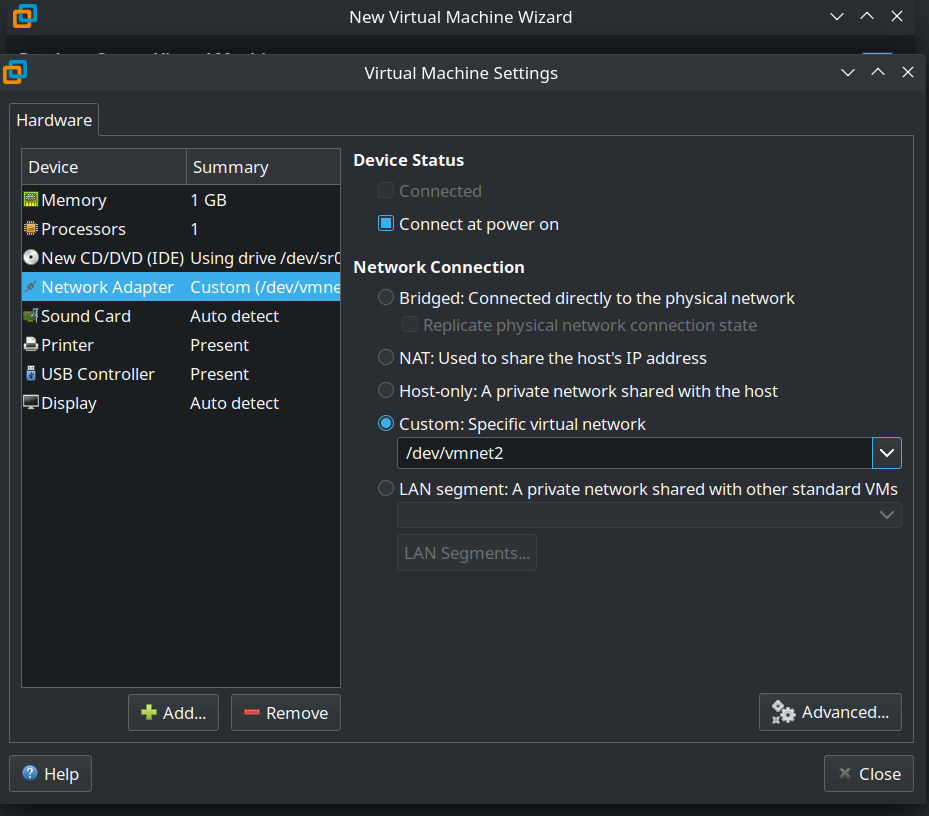 New Virtual Machine Wizard
Virtual Machine Settings
Hardware
Device Summary
Memory 1 GB
Processors 1
New CD/DVD (IDE) Using drive /dev/sr0
Network Adapter Custom (/dev/vmne
Sound Card Auto detect
Printer Present
USB Controller Present
Display Auto detect
Add...
Remove
Device Status
Connected
Connect at power on
Network Connection
Bridged: Connected directly to the physical network
Replicate physical network connection state
NAT: Used to share the host's IP address
Host-only: A private network shared with the host
Custom: Specific virtual network
/dev/vmnet2
LAN segment: A private network shared with other standard VMs
LAN Segments...
Advanced...
Help
Close